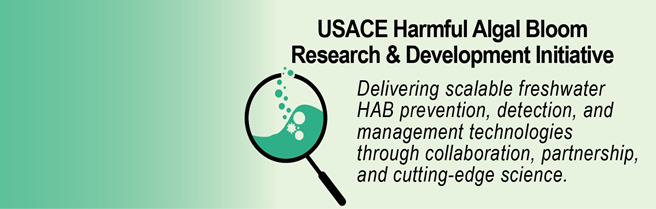 USACE Harmful Algal Bloom
Research & Development Initiative
Delivering scalable freshwater
HAB prevention, detection, and
management technologies
through collaboration, partnership,
and cutting-edge science.